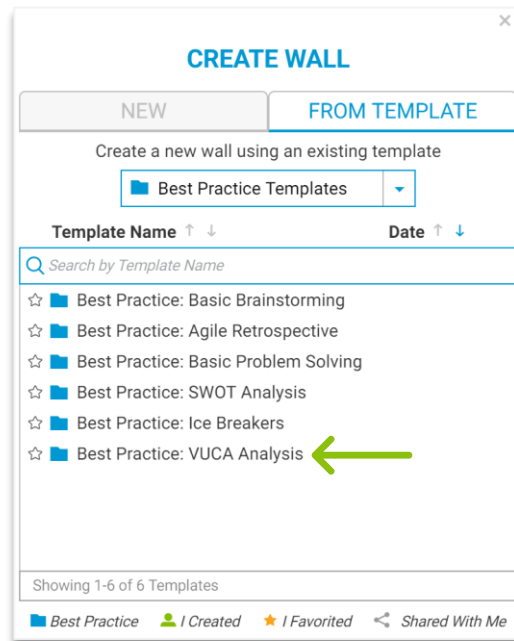 ×
CREATE WALL
NEW FROM TEMPLATE
Create a new wall using an existing template
Best Practice Templates
Template Name ↑ ↓ Date ↑ ↓
Search by Template Name
Best Practice: Basic Brainstorming
Best Practice: Agile Retrospective
Best Practice: Basic Problem Solving
Best Practice: SWOT Analysis
Best Practice: Ice Breakers
Best Practice: VUCA Analysis
Showing 1-6 of 6 Templates
Best Practice I Created I Favorited Shared With Me